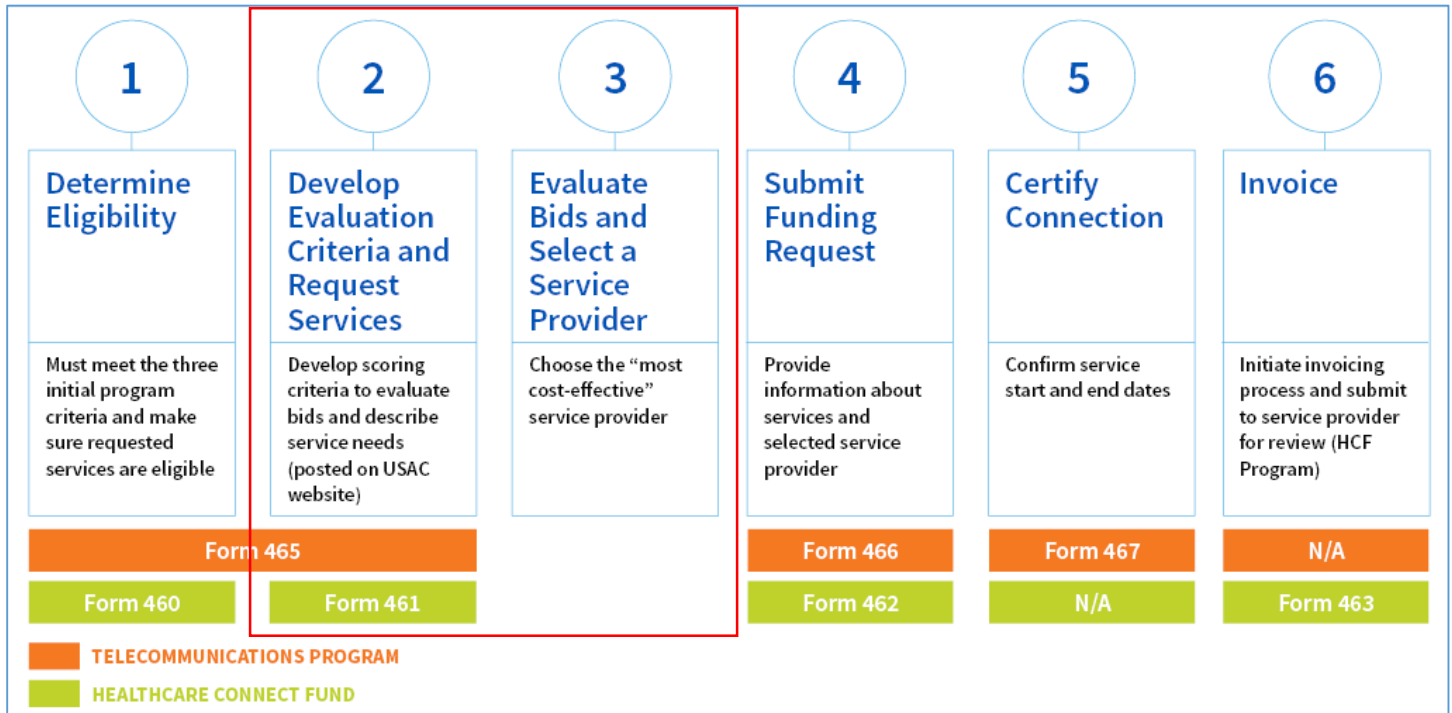 1
2
3
4
5
6
Determine
Eligibility
Develop
Evaluation
Criteria and
Request
Services
Evaluate
Bids and
Select a
Service
Provider
Submit
Funding
Request
Certify
Connection
Invoice
Must meet the three
initial program
criteria and make
sure requested
services are eligible
Develop scoring
criteria to evaluate
bids and describe
service needs
(posted on USAC
website)
Choose the “most
cost-effective”
service provider
Provide
information about
services and
selected service
provider
Confirm service
start and end dates
Initiate invoicing
process and submit
to service provider
for review (HCF
Program)
Form 465
Form 466
Form 467
N/A
Form 460
Form 461
Form 462
N/A
Form 463
TELECOMMUNICATIONS PROGRAM
HEALTHCARE CONNECT FUND